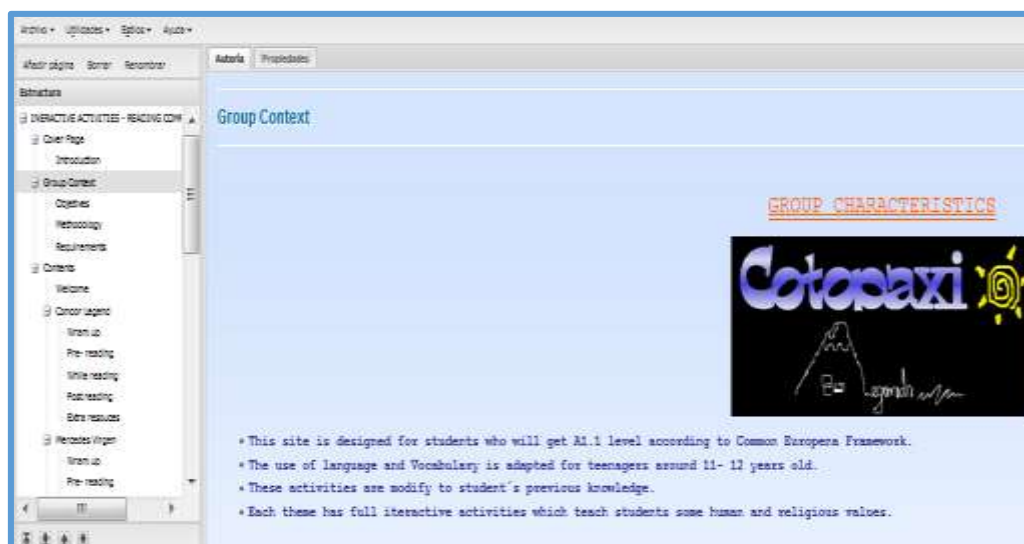 Archivo Utilidades Estilos Ayuda
Añadir página Borrar Renombrar
Autoría Propiedades
Estructura
INERACTIVE ACTIVITIES - READING COM
Cover Page
Introduction
Group Context
Objetives
Methodology
Requirements
Contents
Welcome
Condor Legend
Wram up
Pre- reading
While reading
Post reading
Extra resouces
Mercedes Virgen
Wram up
Pre- reading
Group Context
GROUP CHARACTERISTICS
Cotopaxi
Legends
* This site is designed for students who will get A1.1 level according to Common Europera Framework.
* The use of language and Vocabulary is adapted for teenagers around 11- 12 years old.
* These activities are modify to student´s previous knowledge.
* Each theme has full iteractive activities which teach students some human and religious values.